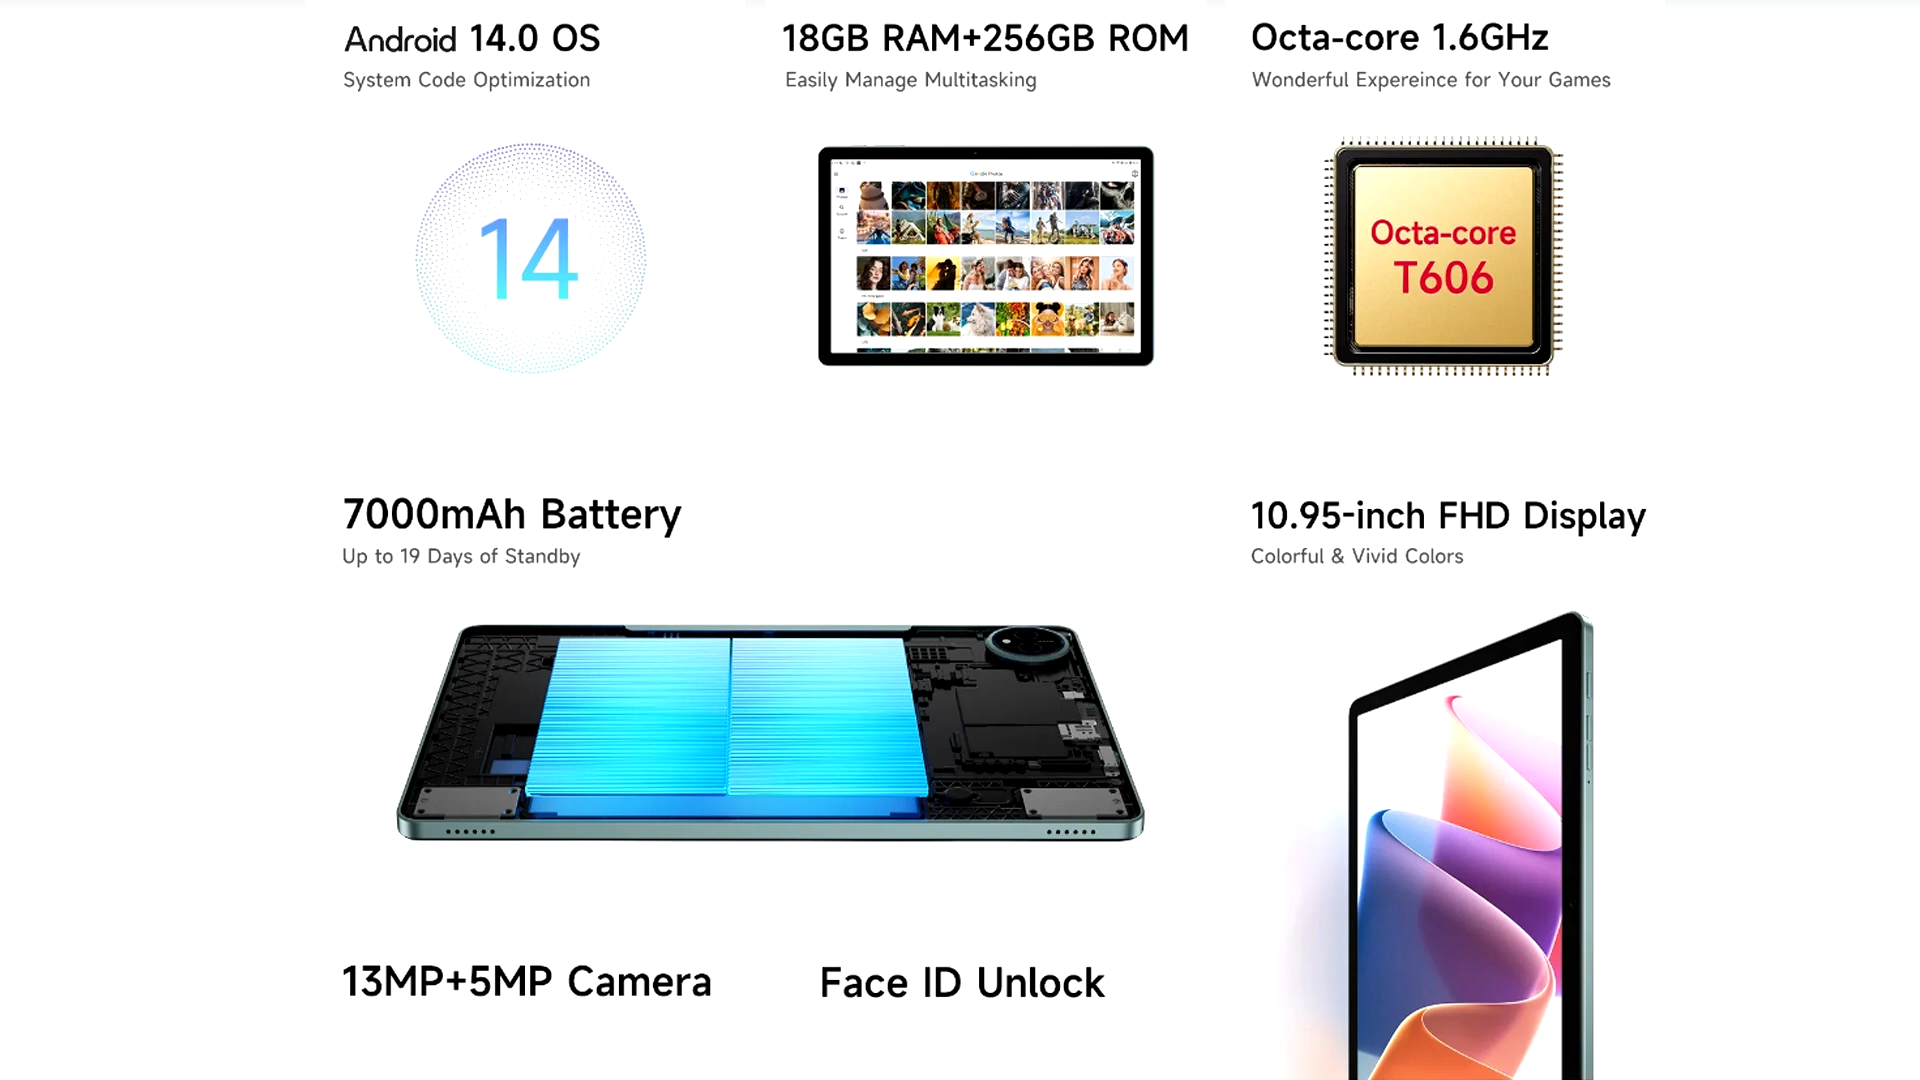 Android 14.0 OS
System Code Optimization
14
18GB RAM+256GB ROM
Easily Manage Multitasking
Google Photos
Octa-core 1.6GHz
Wonderful Expereince for Your Games
Octa-core
T606
7000mAh Battery
Up to 19 Days of Standby
10.95-inch FHD Display
Colorful & Vivid Colors
13MP+5MP Camera
Face ID Unlock